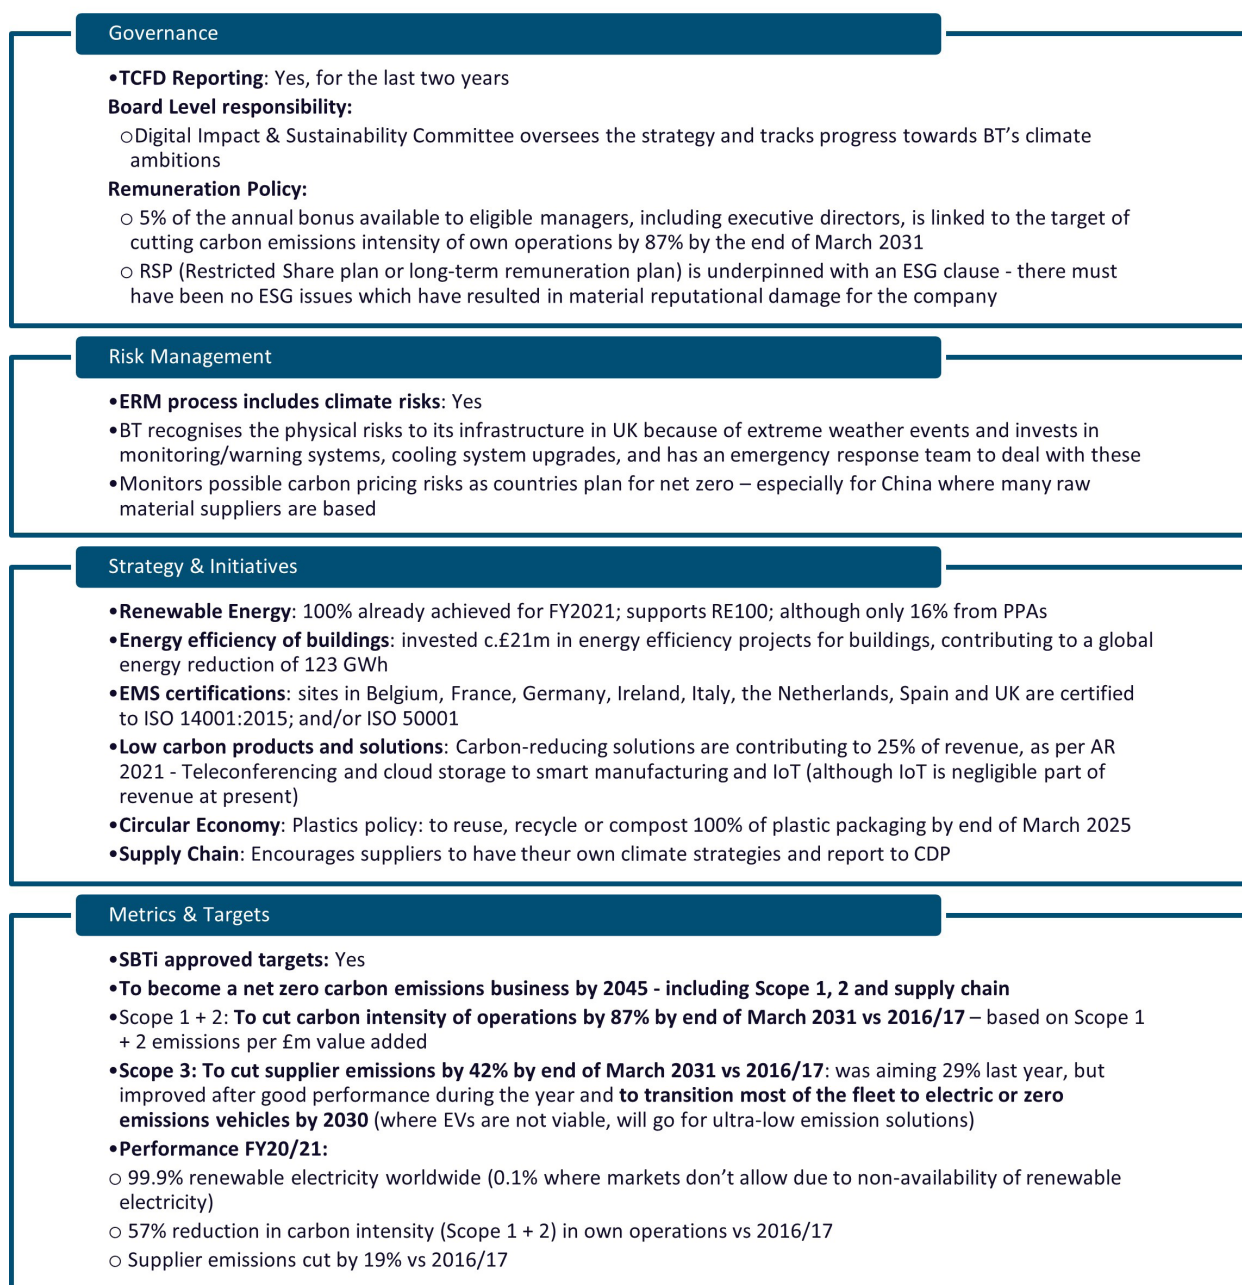 Governance
•TCFD Reporting: Yes, for the last two years
Board Level responsibility:
○Digital Impact & Sustainability Committee oversees the strategy and tracks progress towards BT’s climate
ambitions
Remuneration Policy:
○ 5% of the annual bonus available to eligible managers, including executive directors, is linked to the target of
cutting carbon emissions intensity of own operations by 87% by the end of March 2031
○ RSP (Restricted Share plan or long-term remuneration plan) is underpinned with an ESG clause - there must
have been no ESG issues which have resulted in material reputational damage for the company
Risk Management
•ERM process includes climate risks: Yes
•BT recognises the physical risks to its infrastructure in UK because of extreme weather events and invests in
monitoring/warning systems, cooling system upgrades, and has an emergency response team to deal with these
•Monitors possible carbon pricing risks as countries plan for net zero – especially for China where many raw
material suppliers are based
Strategy & Initiatives
•Renewable Energy: 100% already achieved for FY2021; supports RE100; although only 16% from PPAs
•Energy efficiency of buildings: invested c.£21m in energy efficiency projects for buildings, contributing to a global
energy reduction of 123 GWh
•EMS certifications: sites in Belgium, France, Germany, Ireland, Italy, the Netherlands, Spain and UK are certified
to ISO 14001:2015; and/or ISO 50001
•Low carbon products and solutions: Carbon-reducing solutions are contributing to 25% of revenue, as per AR
2021 - Teleconferencing and cloud storage to smart manufacturing and IoT (although IoT is negligible part of
revenue at present)
•Circular Economy: Plastics policy: to reuse, recycle or compost 100% of plastic packaging by end of March 2025
•Supply Chain: Encourages suppliers to have theur own climate strategies and report to CDP
Metrics & Targets
•SBTi approved targets: Yes
•To become a net zero carbon emissions business by 2045 - including Scope 1, 2 and supply chain
•Scope 1 + 2: To cut carbon intensity of operations by 87% by end of March 2031 vs 2016/17 – based on Scope 1
+ 2 emissions per £m value added
•Scope 3: To cut supplier emissions by 42% by end of March 2031 vs 2016/17: was aiming 29% last year, but
improved after good performance during the year and to transition most of the fleet to electric or zero
emissions vehicles by 2030 (where EVs are not viable, will go for ultra-low emission solutions)
•Performance FY20/21:
○ 99.9% renewable electricity worldwide (0.1% where markets don’t allow due to non-availability of renewable
electricity)
○ 57% reduction in carbon intensity (Scope 1 + 2) in own operations vs 2016/17
○ Supplier emissions cut by 19% vs 2016/17